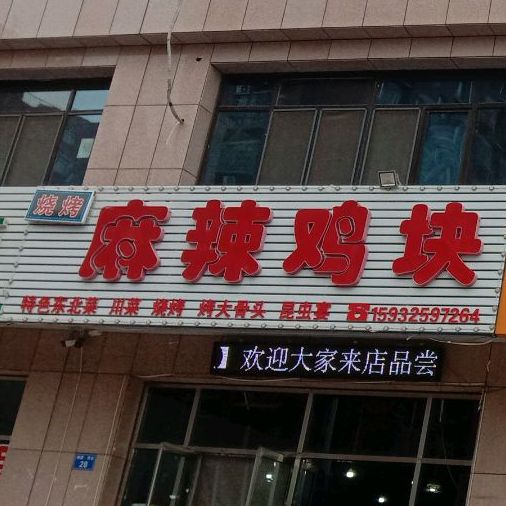 烧烤
麻辣鸡块
特色东北菜 川菜 烧烤 烤大骨头 昆虫宴 ☎15932597264
】欢迎大家来店品尝
28